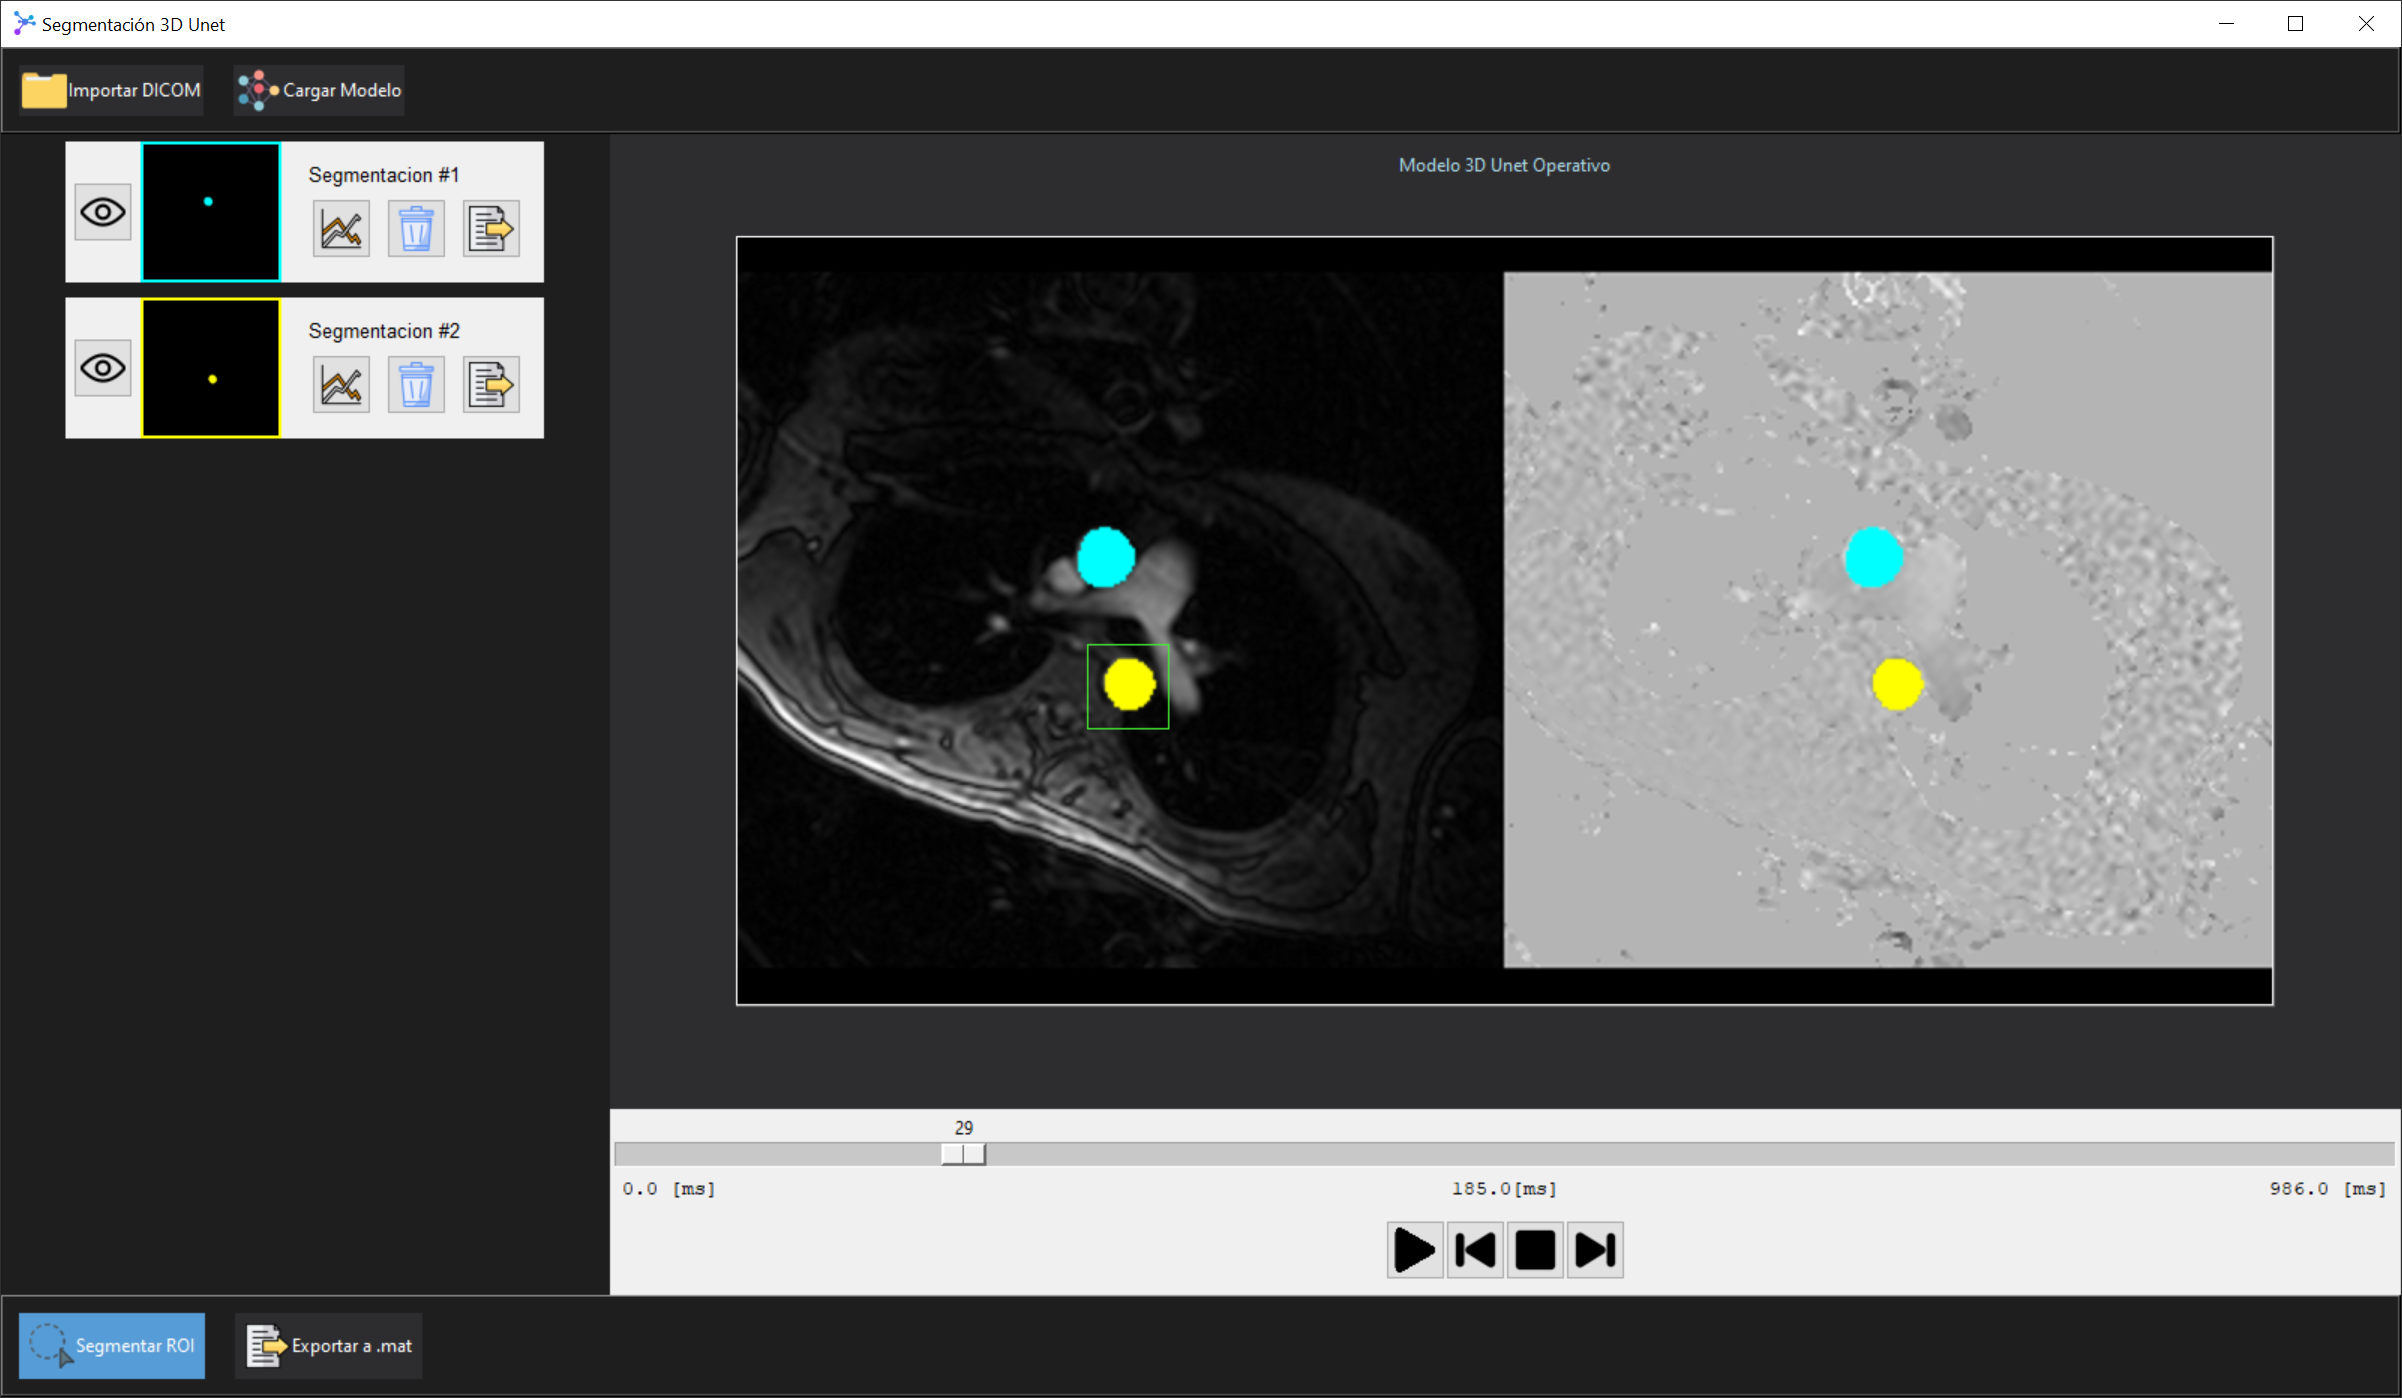 Segmentación 3D Unet
Importar DICOM
Cargar Modelo
Segmentacion #1
Segmentacion #2
Modelo 3D Unet Operativo
29
0.0 [ms]
185.0[ms]
986.0 [ms]
Segmentar ROI
Exportar a .mat